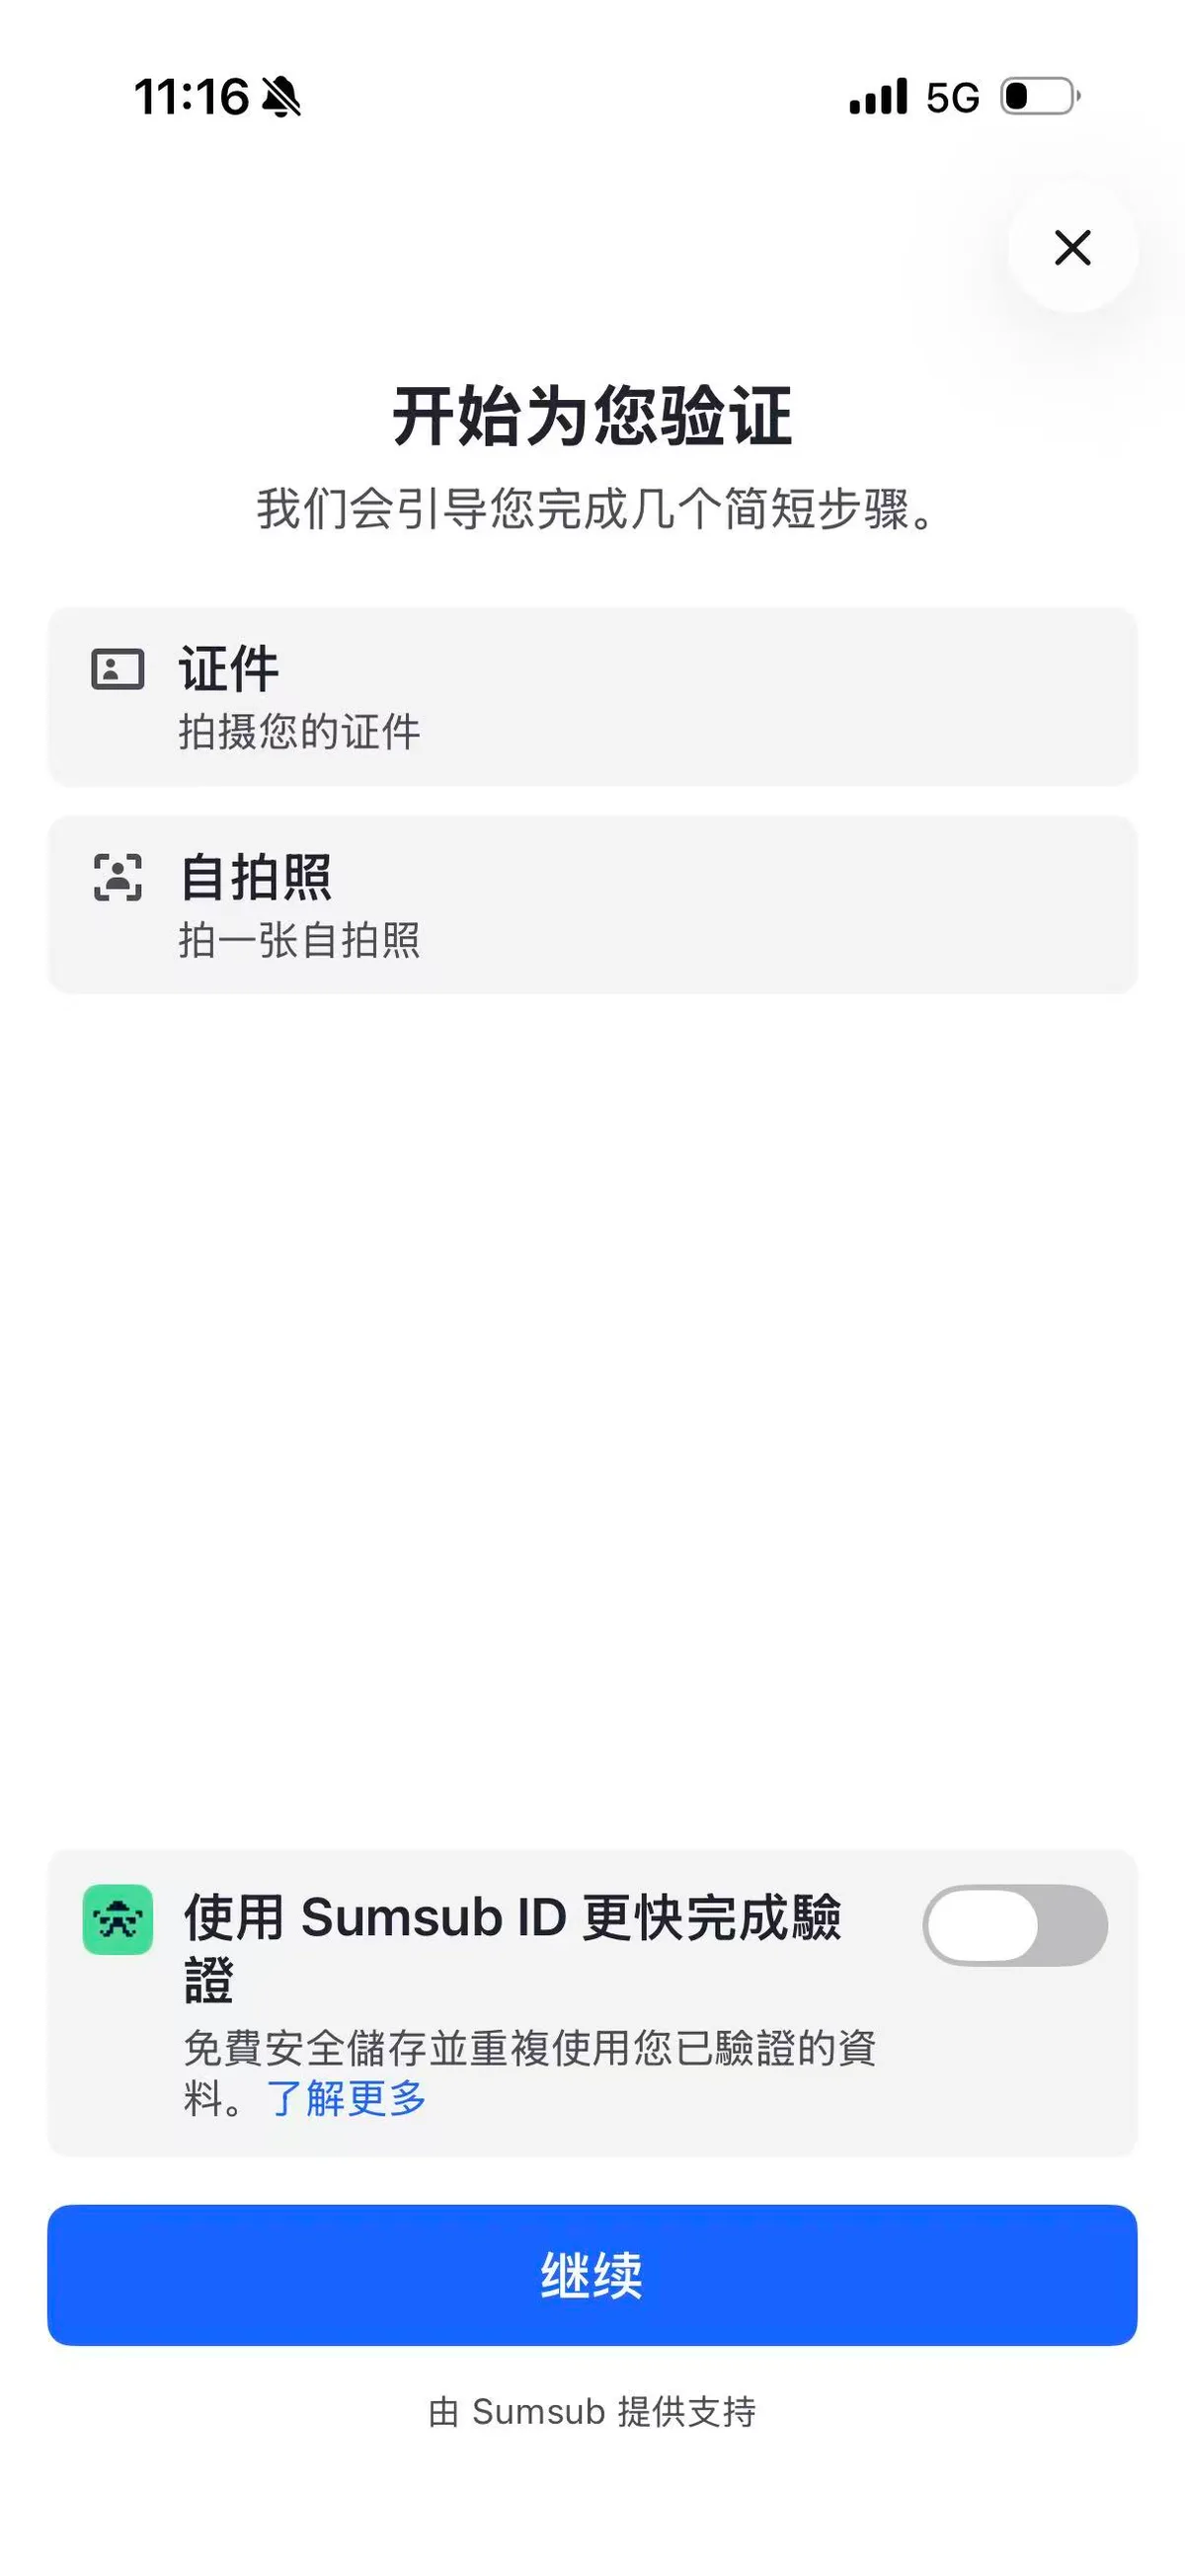 11:16
5G
开始为您验证
我们会引导您完成几个简短步骤。
证件
拍摄您的证件
自拍照
拍一张自拍照
使用 Sumsub ID 更快完成驗
證
免費安全儲存並重複使用您已驗證的資
料。了解更多
继续
由 Sumsub 提供支持